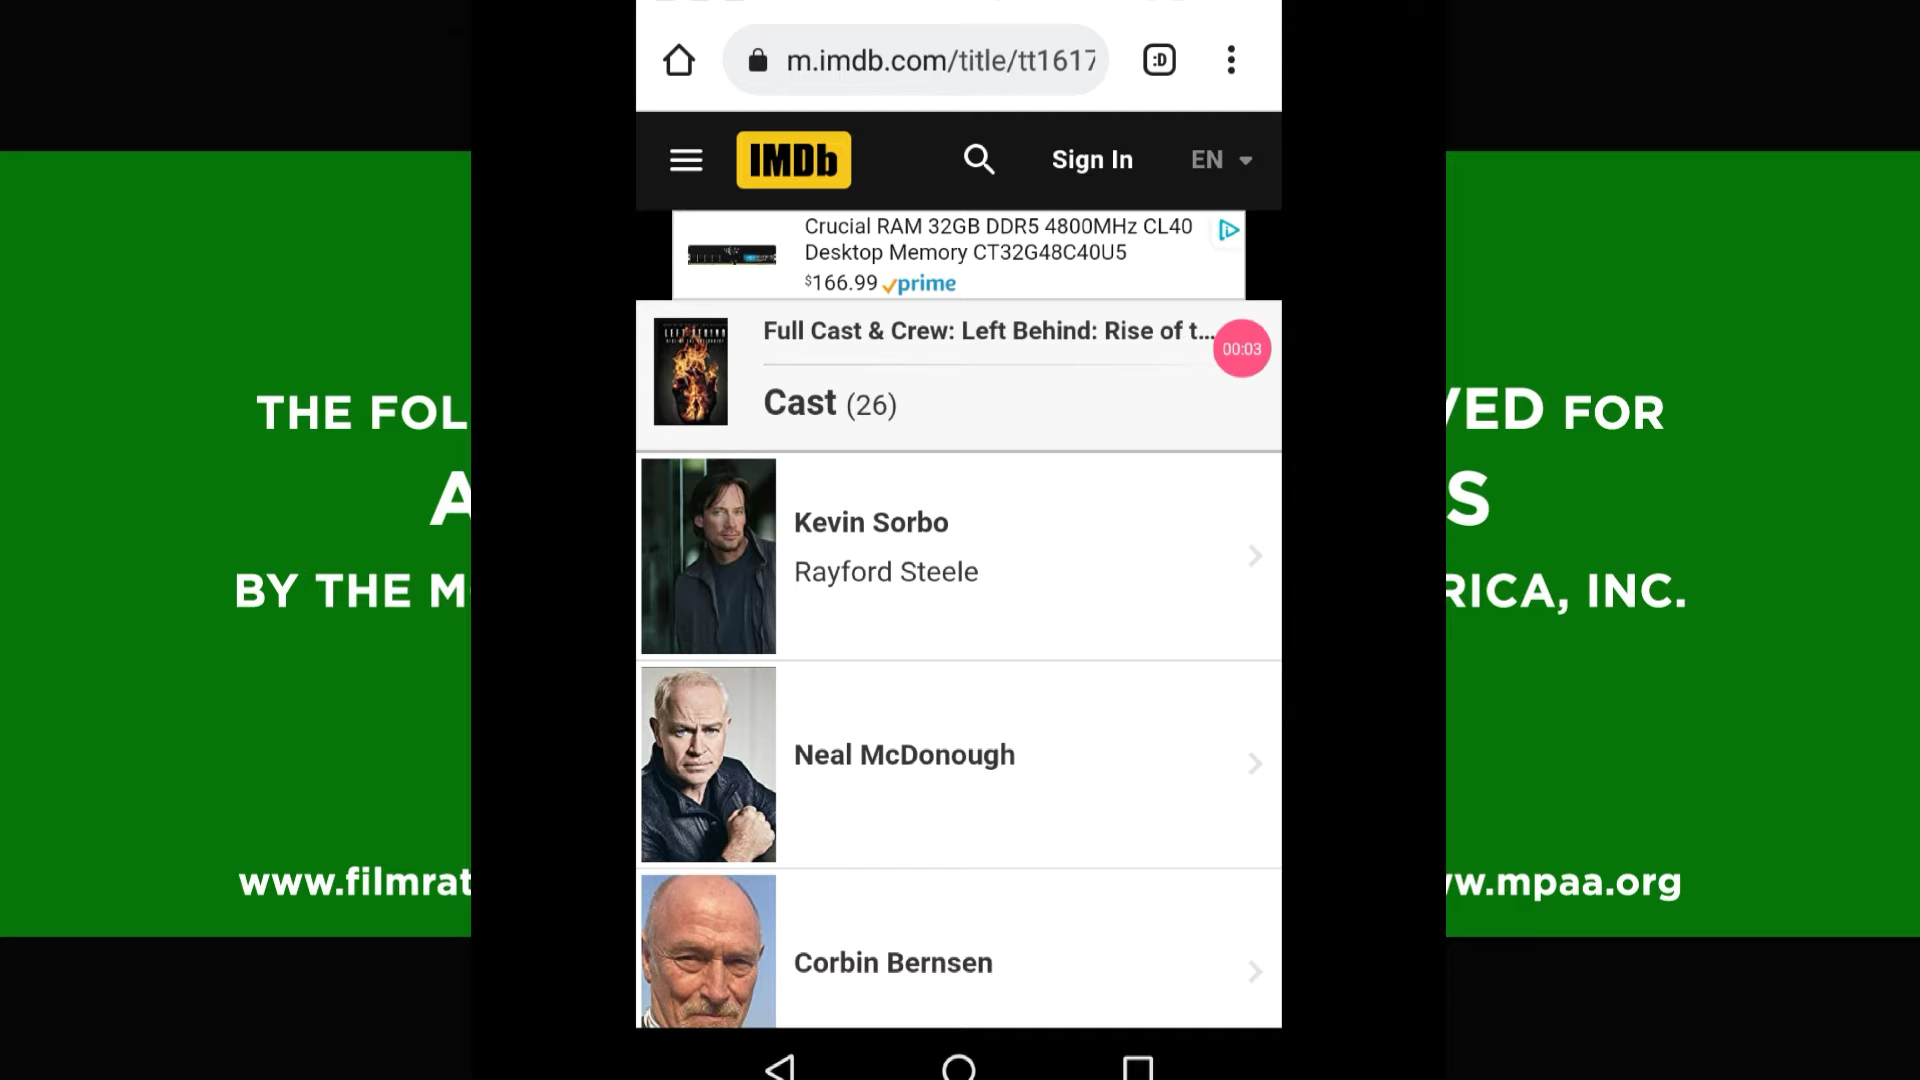 m.imdb.com/title/tt1617
:D
IMDb
Sign In
EN
Crucial RAM 32GB DDR5 4800MHz CL40
Desktop Memory CT32G48C40U5
$166.99 prime
Full Cast & Crew: Left Behind: Rise of t...
00:03
LEFT BEHIND
Cast (26)
THE FOL
VED FOR
Kevin Sorbo
A
S
Rayford Steele
BY THE M
RICA, INC.
Neal McDonough
www.filmrat
w.mpaa.org
Corbin Bernsen